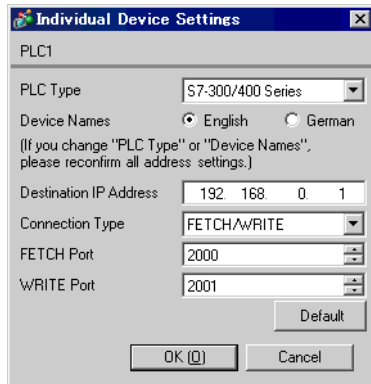 Individual Device Settings
PLC1
PLC Type S7-300/400 Series
Device Names English German
(If you change "PLC Type" or "Device Names",
please reconfirm all address settings.)
Destination IP Address 192. 168. 0. 1
Connection Type FETCH/WRITE
FETCH Port 2000
WRITE Port 2001
Default
OK (O) Cancel